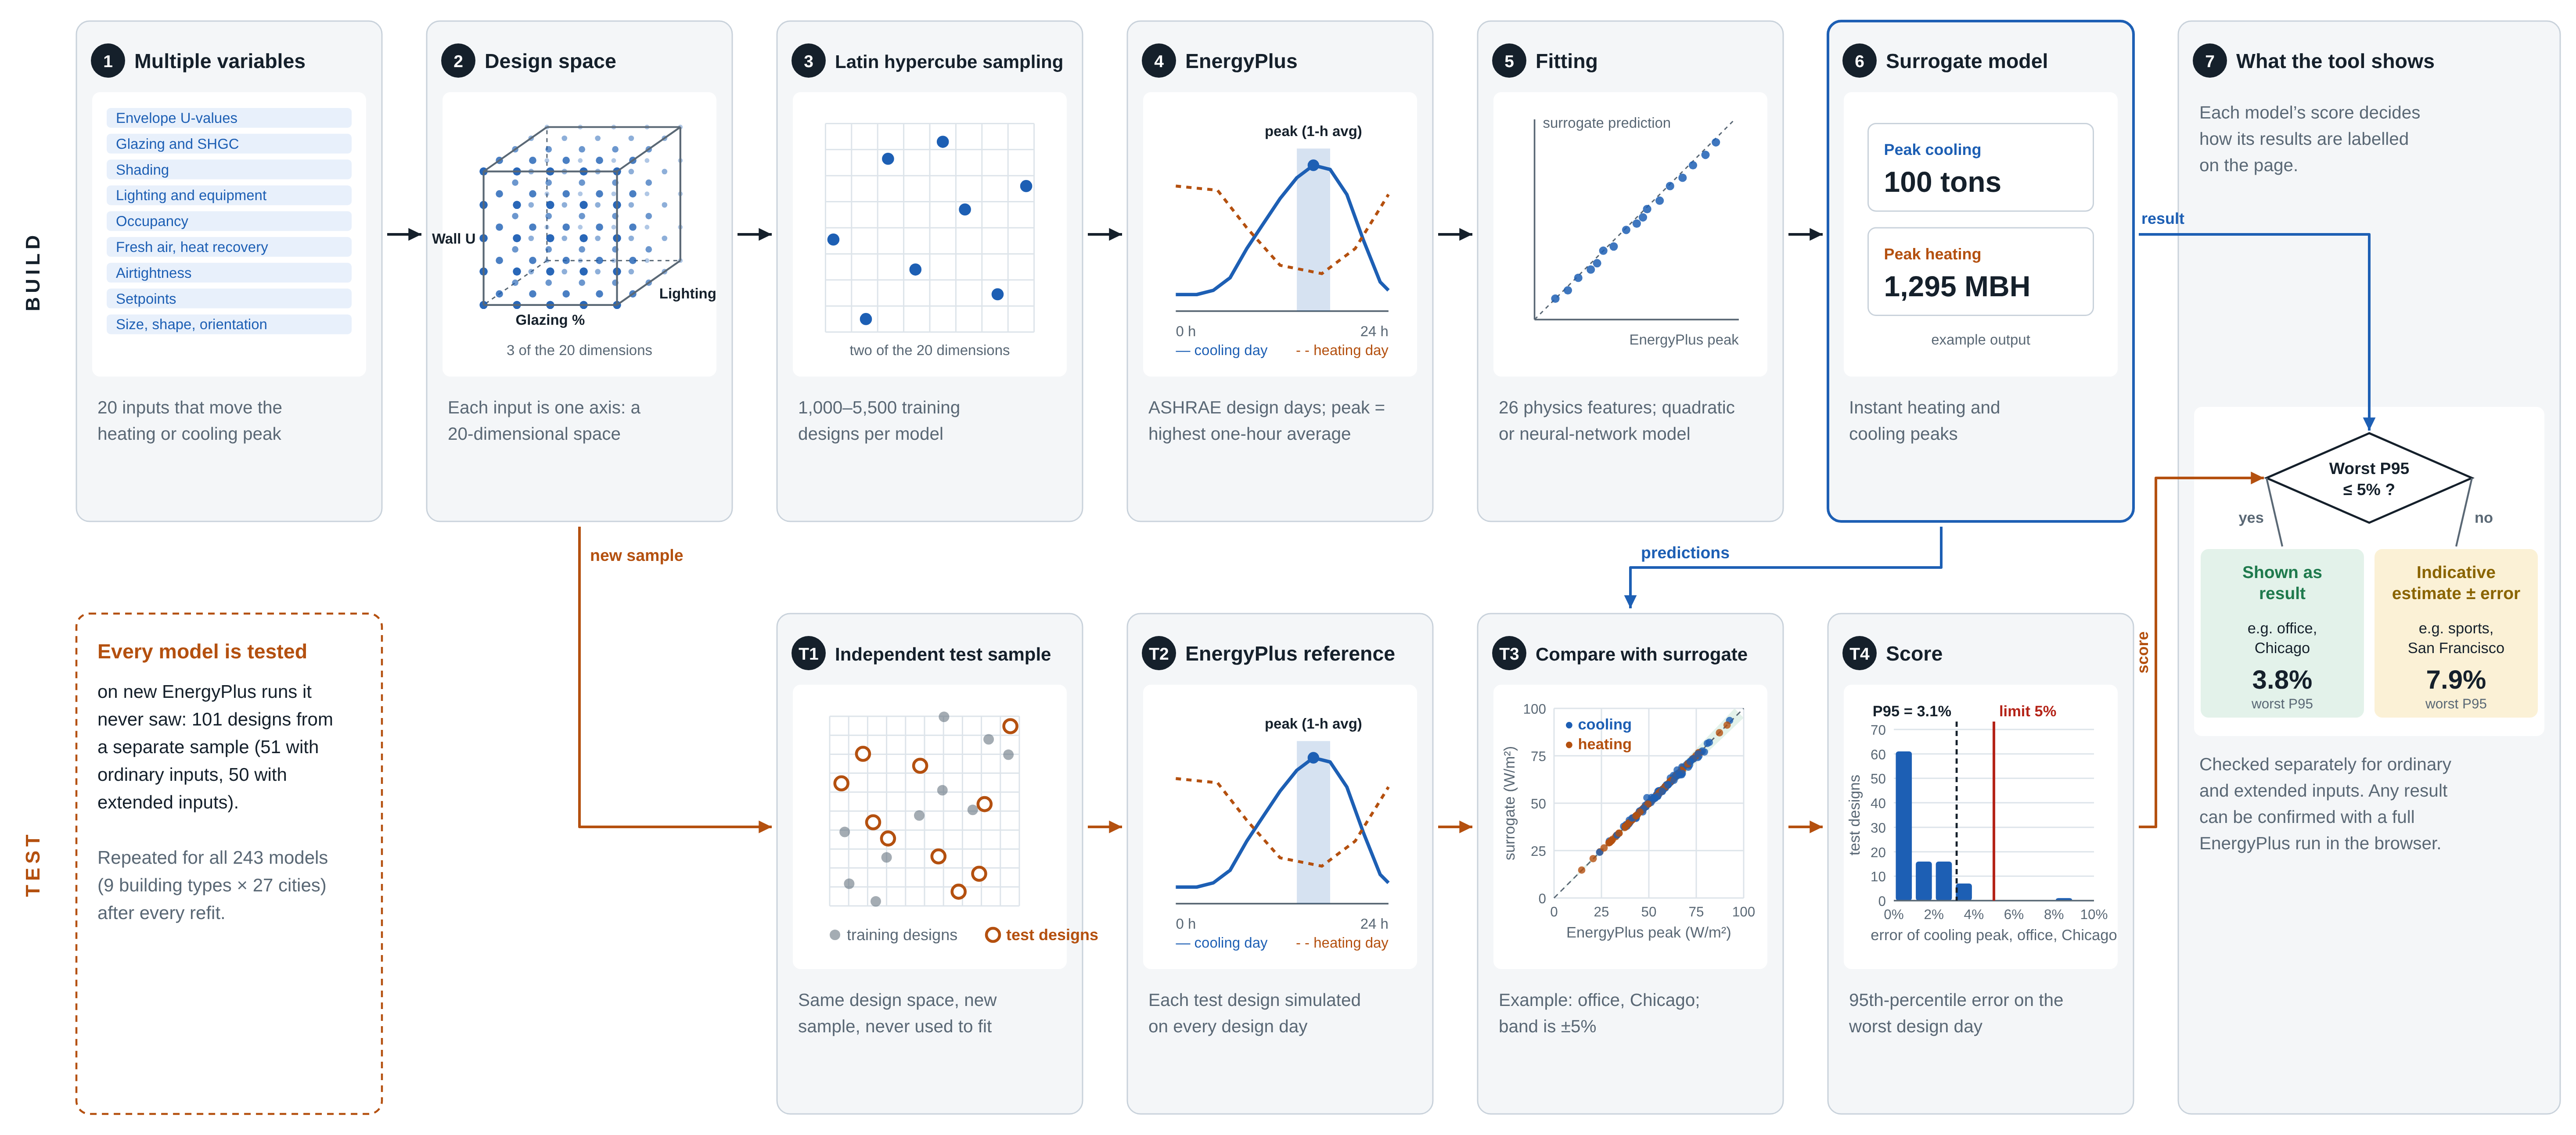 BUILD
1 Multiple variables
Envelope U-values
Glazing and SHGC
Shading
Lighting and equipment
Occupancy
Fresh air, heat recovery
Airtightness
Setpoints
Size, shape, orientation
20 inputs that move the
heating or cooling peak
2 Design space
Wall U
Lighting
Glazing %
3 of the 20 dimensions
Each input is one axis: a
20-dimensional space
3 Latin hypercube sampling
two of the 20 dimensions
1,000–5,500 training
designs per model
4 EnergyPlus
peak (1-h avg)
0 h 24 h
— cooling day - - heating day
ASHRAE design days; peak =
highest one-hour average
5 Fitting
surrogate prediction
EnergyPlus peak
26 physics features; quadratic
or neural-network model
6 Surrogate model
Peak cooling
100 tons
Peak heating
1,295 MBH
example output
Instant heating and
cooling peaks
result
7 What the tool shows
Each model’s score decides
how its results are labelled
on the page.
Worst P95
≤ 5% ?
yes
no
Shown as
result
e.g. office,
Chicago
3.8%
worst P95
Indicative
estimate ± error
e.g. sports,
San Francisco
7.9%
worst P95
Checked separately for ordinary
and extended inputs. Any result
can be confirmed with a full
EnergyPlus run in the browser.
new sample
predictions
score
TEST
Every model is tested
on new EnergyPlus runs it
never saw: 101 designs from
a separate sample (51 with
ordinary inputs, 50 with
extended inputs).
Repeated for all 243 models
(9 building types × 27 cities)
after every refit.
T1 Independent test sample
training designs test designs
Same design space, new
sample, never used to fit
T2 EnergyPlus reference
peak (1-h avg)
0 h 24 h
— cooling day - - heating day
Each test design simulated
on every design day
T3 Compare with surrogate
cooling
heating
surrogate (W/m²)
100
75
50
25
0
0 25 50 75 100
EnergyPlus peak (W/m²)
Example: office, Chicago;
band is ±5%
T4 Score
P95 = 3.1% limit 5%
test designs
70
60
50
40
30
20
10
0
0% 2% 4% 6% 8% 10%
error of cooling peak, office, Chicago
95th-percentile error on the
worst design day